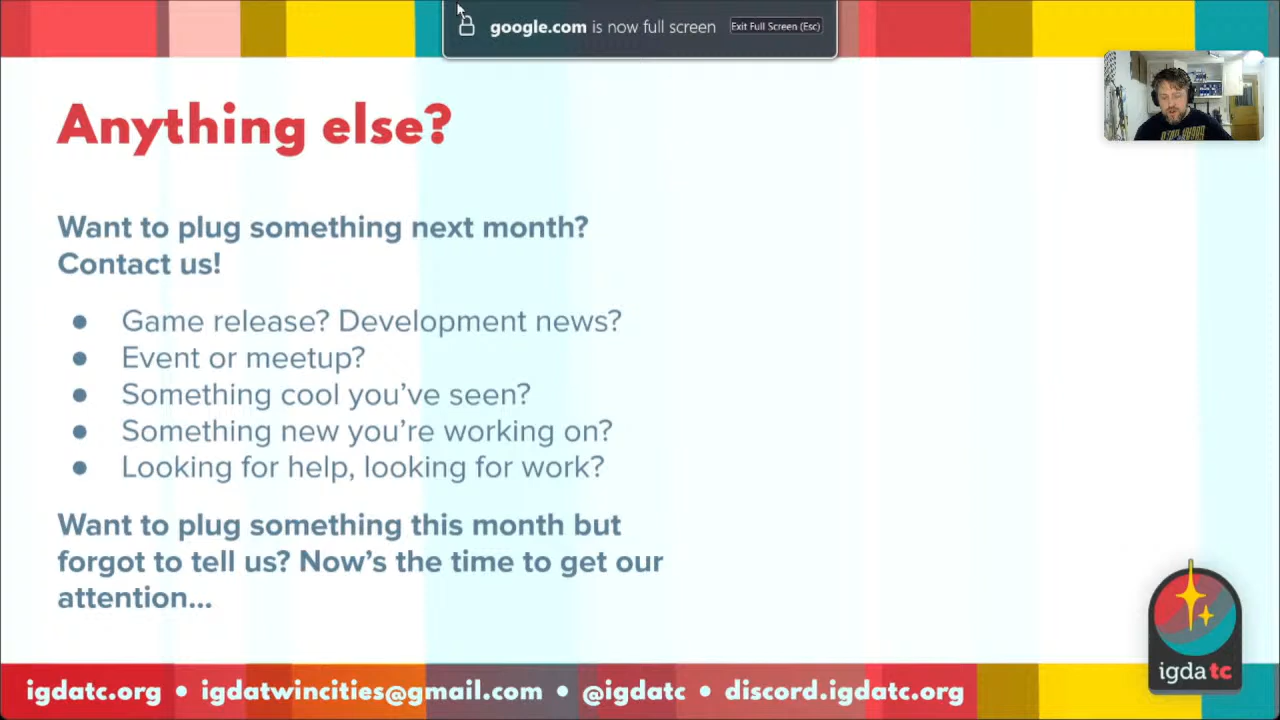 google.com is now full screen Exit Full Screen (Esc)
Anything else?
Want to plug something next month?
Contact us!
● Game release? Development news?
● Event or meetup?
● Something cool you've seen?
● Something new you're working on?
● Looking for help, looking for work?
Want to plug something this month but
forgot to tell us? Now's the time to get our
attention...
igdatc
igdatc.org • igdatwincities@gmail.com • @igdatc • discord.igdatc.org